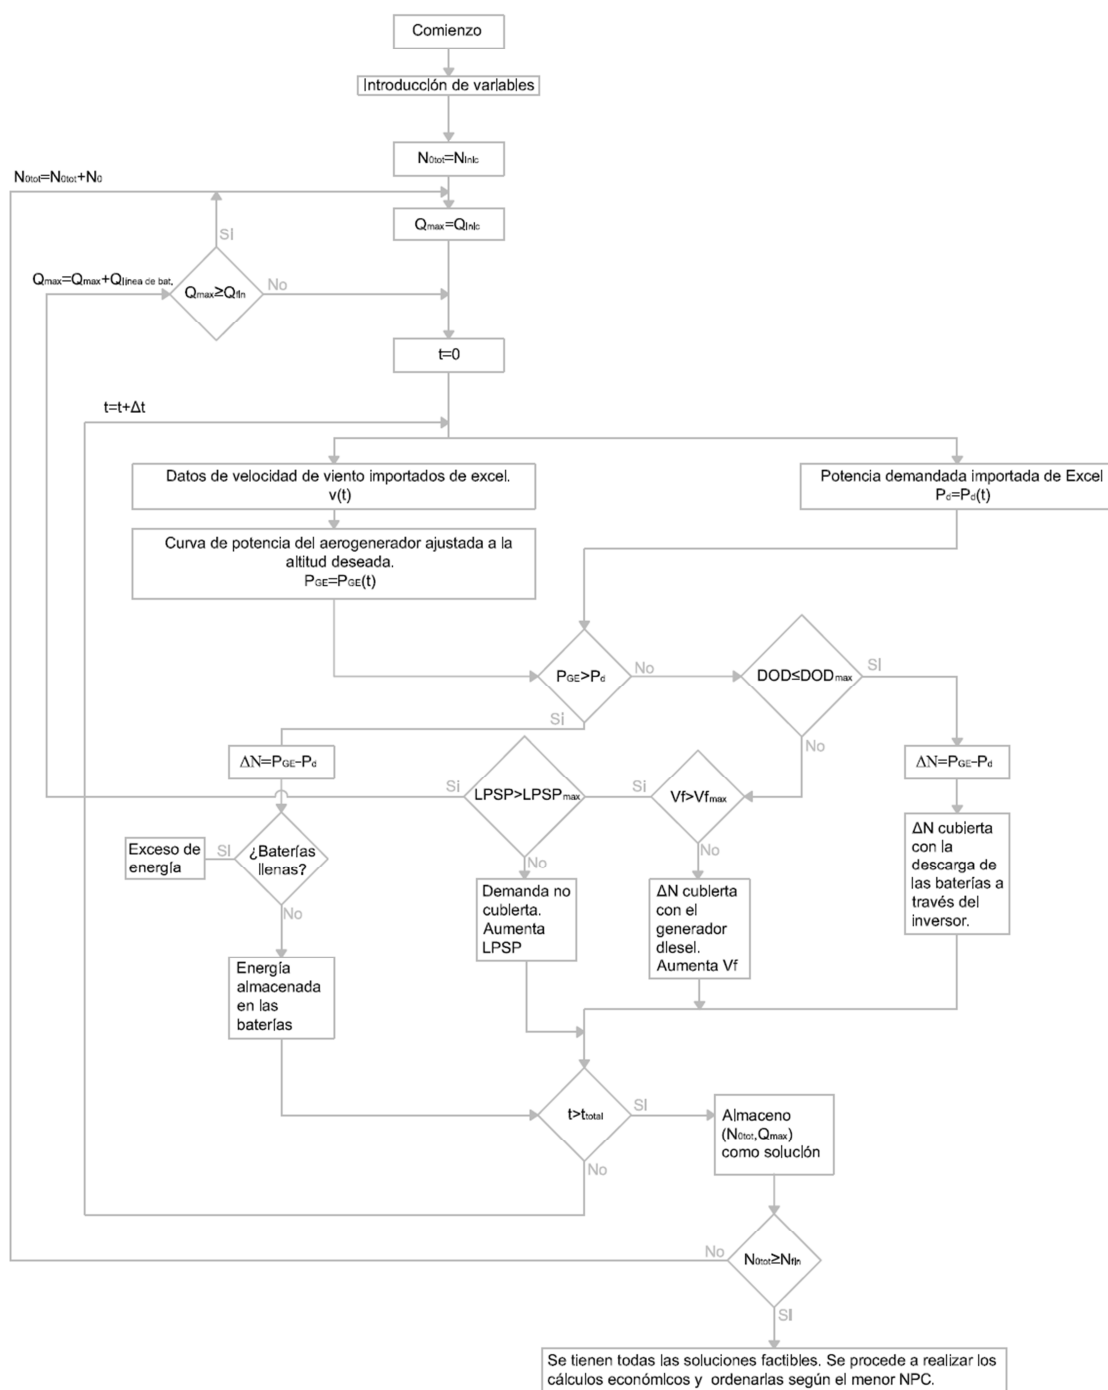 Comienzo
Introducción de variables
N0tot=Ninic
N0tot=N0tot+N0
Qmax=Qinic
SI
Qmax=Qmax+Qlínea de bat.
Qmax≥Qfin
No
t=0
t=t+Δt
Datos de velocidad de viento importados de excel.
v(t)
Potencia demandada importada de Excel
Pd=Pd(t)
Curva de potencia del aerogenerador ajustada a la
altitud deseada.
PGE=PGE(t)
PGE>Pd
No
Si
DOD≤DODmax
SI
No
ΔN=PGE-Pd
ΔN=PGE-Pd
LPSP>LPSPmax
Si
No
Vf>Vfmax
Si
No
Exceso de
energía
SI
¿Baterías
llenas?
No
Demanda no
cubierta.
Aumenta
LPSP
ΔN cubierta
con el
generador
diesel.
Aumenta Vf
ΔN cubierta
con la
descarga de
las baterías a
través del
inversor.
Energía
almacenada
en las
baterías
t>ttotal
SI
No
Almaceno
(N0tot,Qmax)
como solución
N0tot≥Nfin
No
SI
Se tienen todas las soluciones factibles. Se procede a realizar los
cálculos económicos y ordenarlas según el menor NPC.